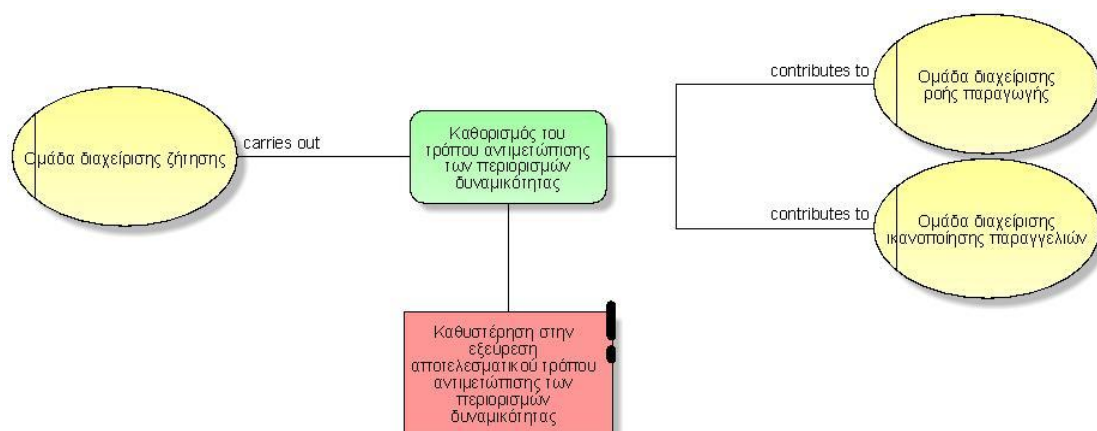 Ομάδα διαχείρισης ζήτησης
carries out
Καθορισμός του
τρόπου αντιμετώπισης
των περιορισμών
δυναμικότητας
contributes to
Ομάδα διαχείρισης
ροής παραγωγής
contributes to
Ομάδα διαχείρισης
ικανοποίησης παραγγελιών
Καθυστέρηση στην
εξεύρεση
αποτελεσματικού τρόπου
αντιμετώπισης των
περιορισμών
δυναμικότητας